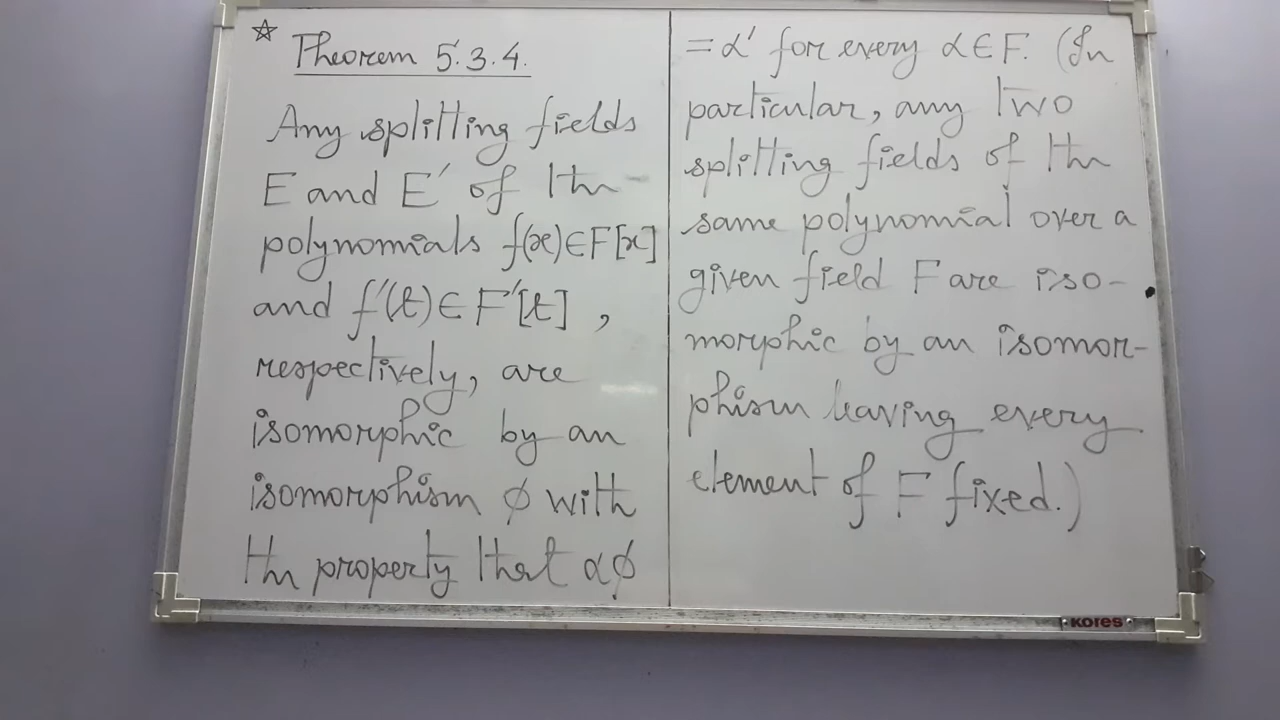 ☆ Theorem 5.3.4.
Any splitting fields
E and E′ of the
polynomials f(x)∈F[x]
and f′(t)∈F′[t] ,
respectively, are
isomorphic by an
isomorphism ϕ with
the property that αϕ
= α′ for every α∈F. (In
particular, any two
splitting fields of the
same polynomial over a
given field F are iso-
morphic by an isomor-
phism leaving every
element of F fixed.)
KORES